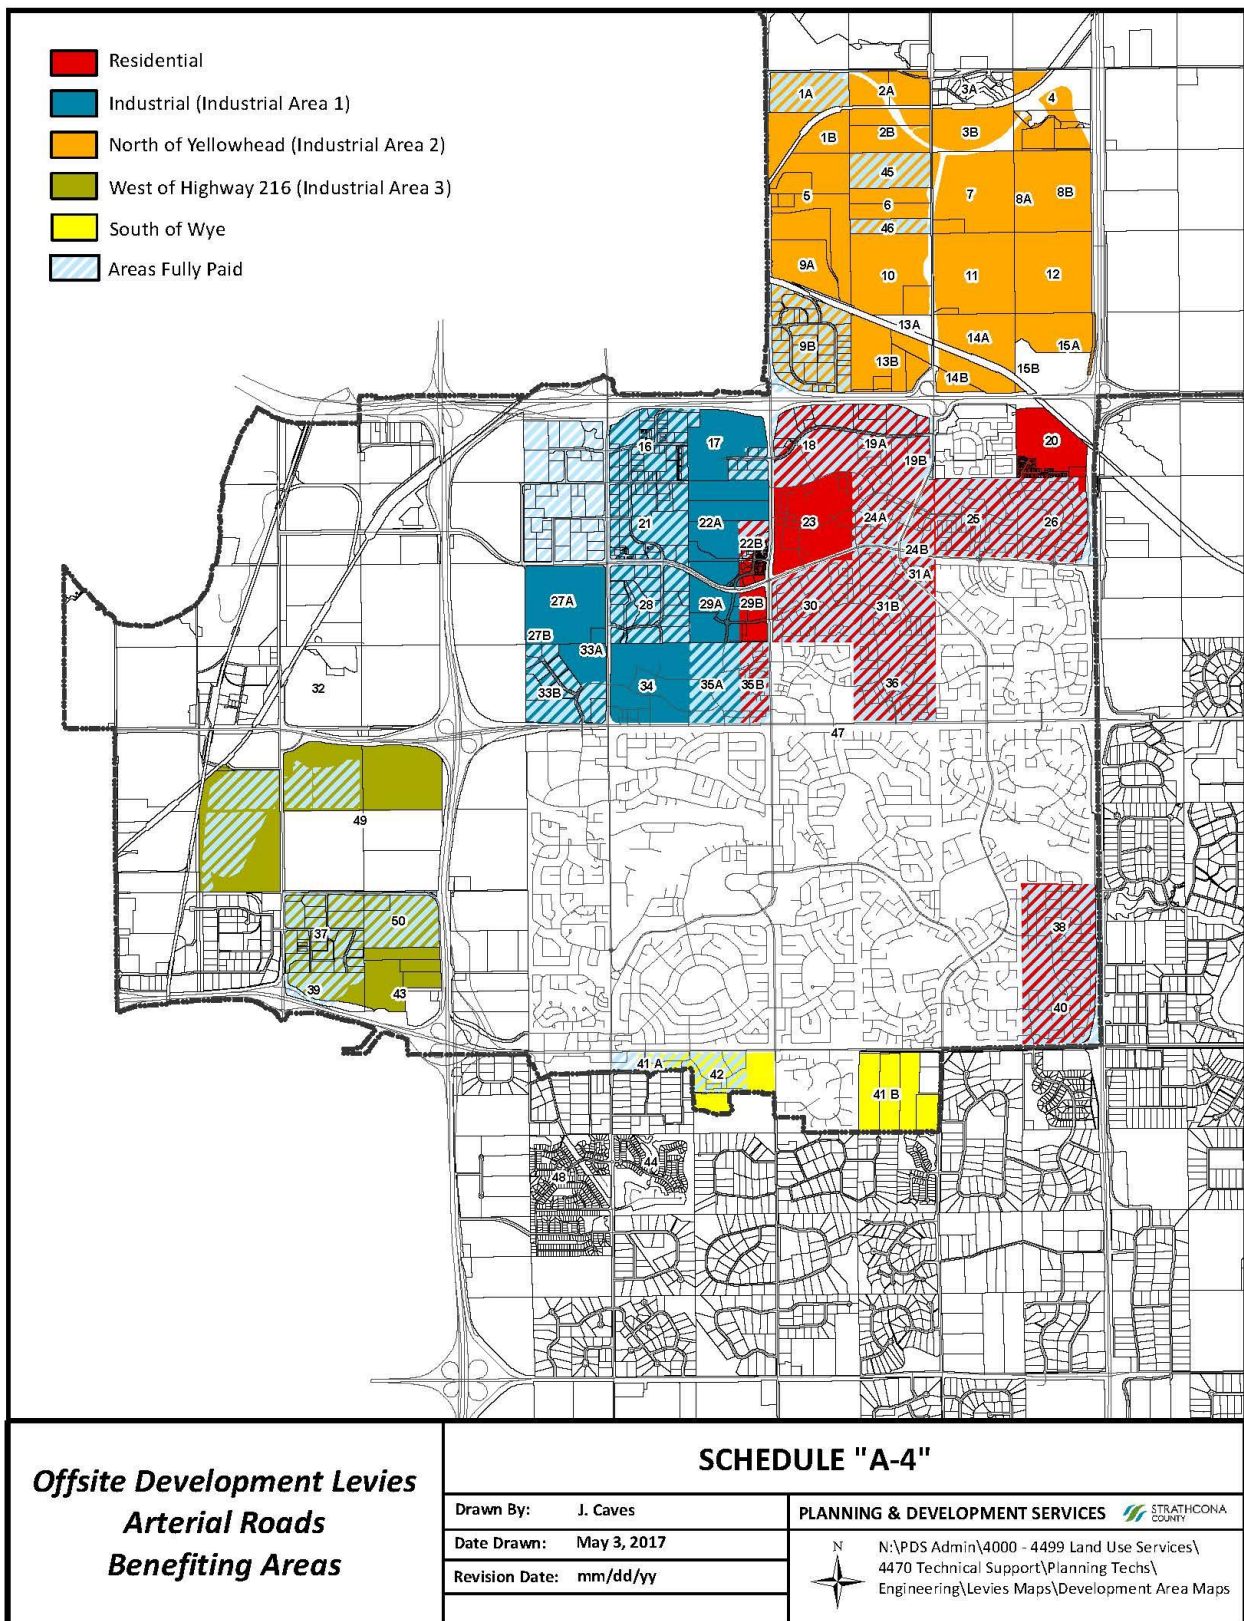 Residential
Industrial (Industrial Area 1)
North of Yellowhead (Industrial Area 2)
West of Highway 216 (Industrial Area 3)
South of Wye
Areas Fully Paid
1A
2A
3A
4
1B
2B
3B
45
5
6
7
8A
8B
46
9A
10
11
12
13A
14A
15A
9B
13B
14B
15B
16
17
18
19A
19B
20
21
22A
22B
23
24A
24B
25
26
27A
27B
28
29A
29B
30
31A
31B
32
33A
33B
34
35A
35B
36
47
49
37
50
38
39
43
40
41 A
42
41 B
44
48
Offsite Development Levies
Arterial Roads
Benefiting Areas
SCHEDULE "A-4"
Drawn By: J. Caves
Date Drawn: May 3, 2017
Revision Date: mm/dd/yy
PLANNING & DEVELOPMENT SERVICES
STRATHCONA
COUNTY
N
N:\PDS Admin\4000 - 4499 Land Use Services\
4470 Technical Support\Planning Techs\
Engineering\Levies Maps\Development Area Maps